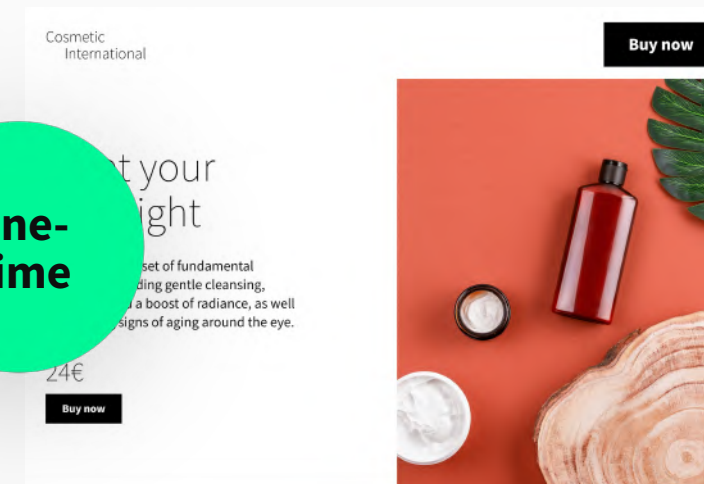 Cosmetic
International
Buy now
t your
ight
ne-
ime
set of fundamental
ding gentle cleansing,
a boost of radiance, as well
signs of aging around the eye.
24€
Buy now